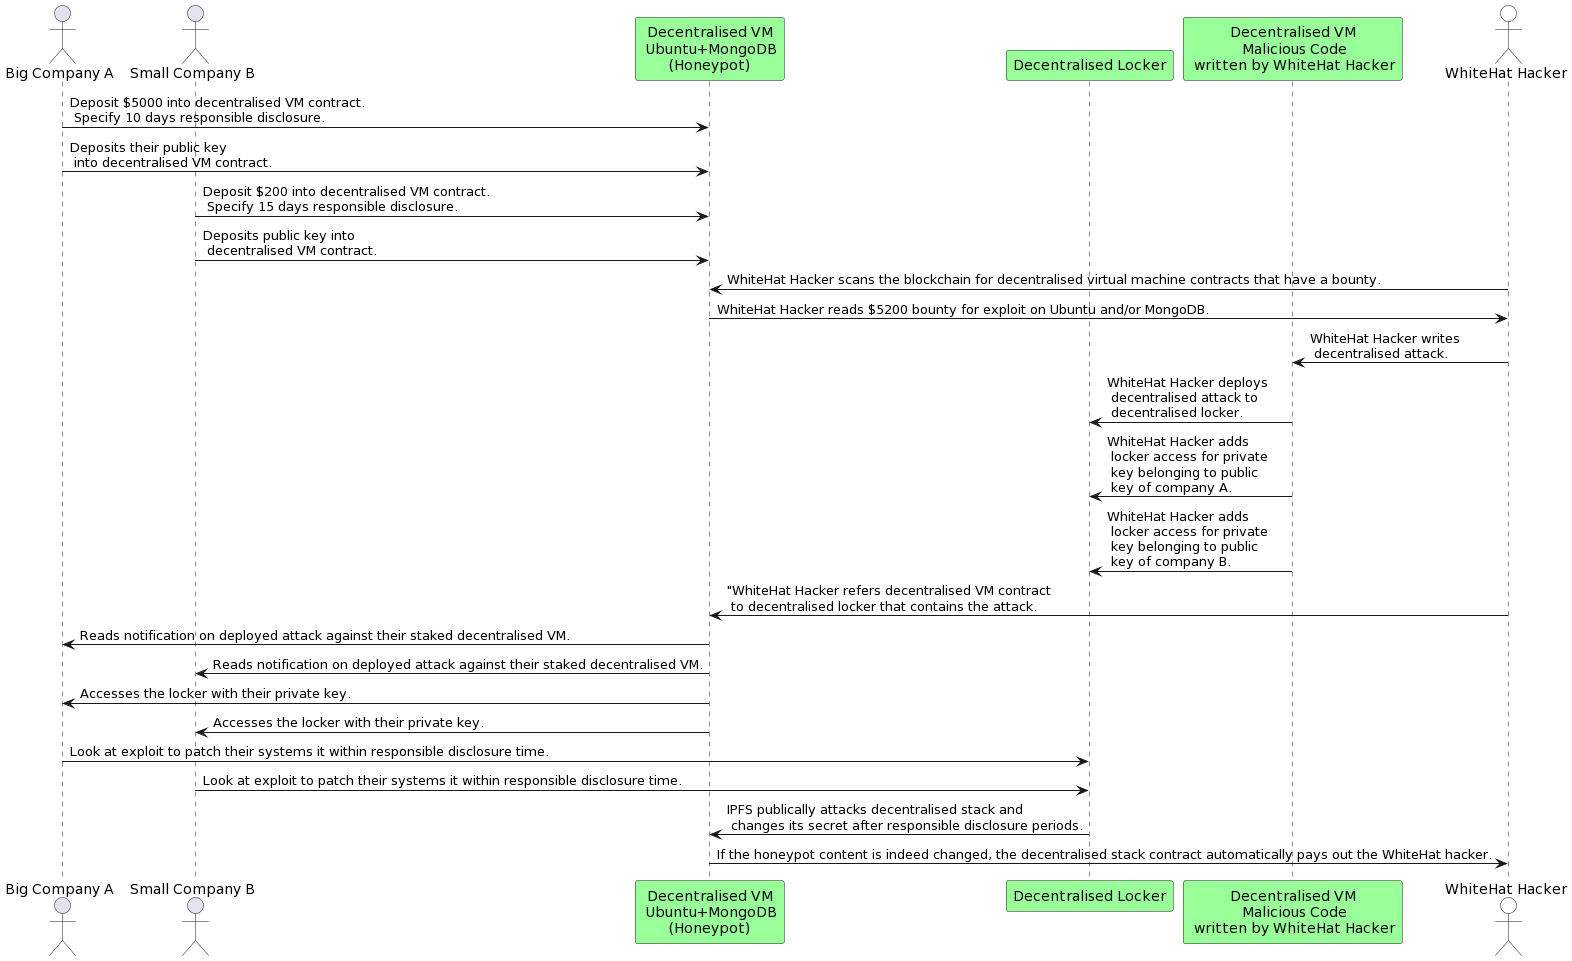 Big Company A
Small Company B
Decentralised VM
Ubuntu+MongoDB
(Honeypot)
Decentralised Locker
Decentralised VM
Malicious Code
written by WhiteHat Hacker
WhiteHat Hacker
Deposit $5000 into decentralised VM contract.
Specify 10 days responsible disclosure.
Deposits their public key
into decentralised VM contract.
Deposit $200 into decentralised VM contract.
Specify 15 days responsible disclosure.
Deposits public key into
decentralised VM contract.
WhiteHat Hacker scans the blockchain for decentralised virtual machine contracts that have a bounty.
WhiteHat Hacker reads $5200 bounty for exploit on Ubuntu and/or MongoDB.
WhiteHat Hacker writes
decentralised attack.
WhiteHat Hacker deploys
decentralised attack to
decentralised locker.
WhiteHat Hacker adds
locker access for private
key belonging to public
key of company A.
WhiteHat Hacker adds
locker access for private
key belonging to public
key of company B.
"WhiteHat Hacker refers decentralised VM contract
to decentralised locker that contains the attack.
Reads notification on deployed attack against their staked decentralised VM.
Reads notification on deployed attack against their staked decentralised VM.
Accesses the locker with their private key.
Accesses the locker with their private key.
Look at exploit to patch their systems it within responsible disclosure time.
Look at exploit to patch their systems it within responsible disclosure time.
IPFS publically attacks decentralised stack and
changes its secret after responsible disclosure periods.
If the honeypot content is indeed changed, the decentralised stack contract automatically pays out the WhiteHat hacker.
Big Company A
Small Company B
Decentralised VM
Ubuntu+MongoDB
(Honeypot)
Decentralised Locker
Decentralised VM
Malicious Code
written by WhiteHat Hacker
WhiteHat Hacker